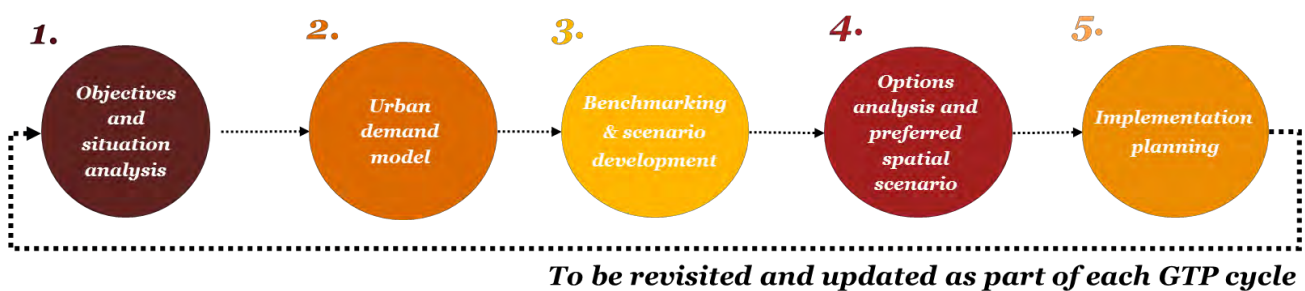 1.
Objectives
and
situation
analysis
2.
Urban
demand
model
3.
Benchmarking
& scenario
development
4.
Options
analysis and
preferred
spatial
scenario
5.
Implementation
planning
To be revisited and updated as part of each GTP cycle